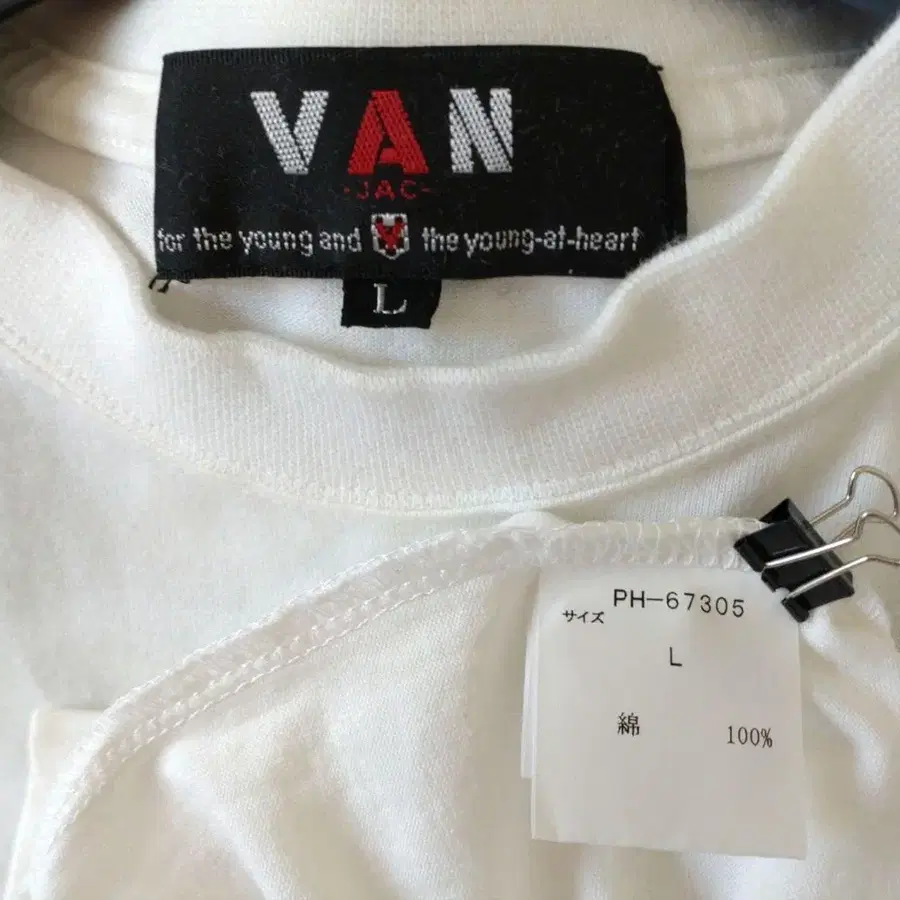 VAN
-JAC-
for the young and V the young-at-heart
L
PH-67305
サイズ
L
綿 100%